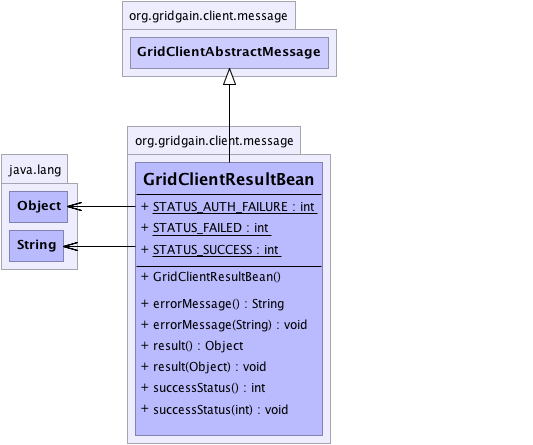 org.gridgain.client.message
GridClientAbstractMessage
org.gridgain.client.message
java.lang
Object
String
GridClientResultBean
+ STATUS_AUTH_FAILURE : int
+ STATUS_FAILED : int
+ STATUS_SUCCESS : int
+ GridClientResultBean()
+ errorMessage() : String
+ errorMessage(String) : void
+ result() : Object
+ result(Object) : void
+ successStatus() : int
+ successStatus(int) : void